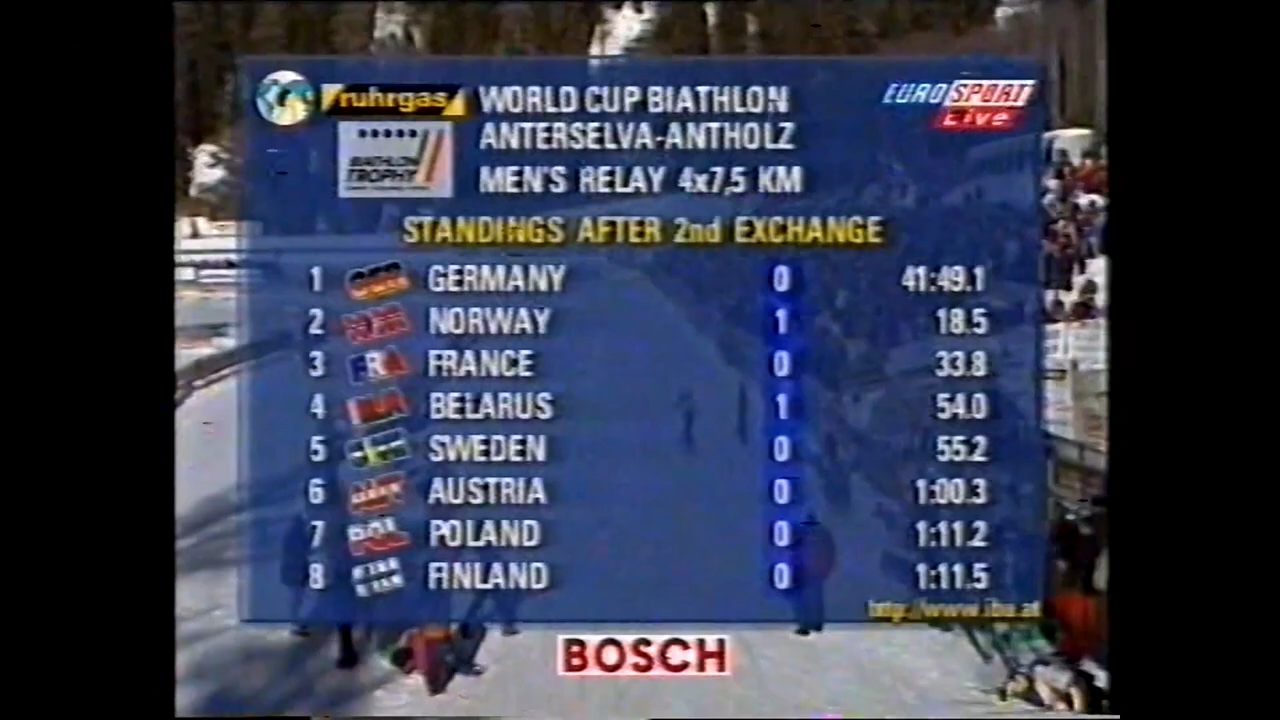 ruhrgas WORLD CUP BIATHLON EUROSPORT
ANTERSELVA-ANTHOLZ Live
BIATHLON
TROPHY
MEN'S RELAY 4x7,5 KM
STANDINGS AFTER 2nd EXCHANGE
1 GER GERMANY 0 41:49.1
2 NOR NORWAY 1 18.5
3 FRA FRANCE 0 33.8
4 BELARUS 1 54.0
5 SWEDEN 0 55.2
6 AUT AUSTRIA 0 1:00.3
7 POL POLAND 0 1:11.2
8 FINLAND 0 1:11.5
http://www.ibu.at
BOSCH